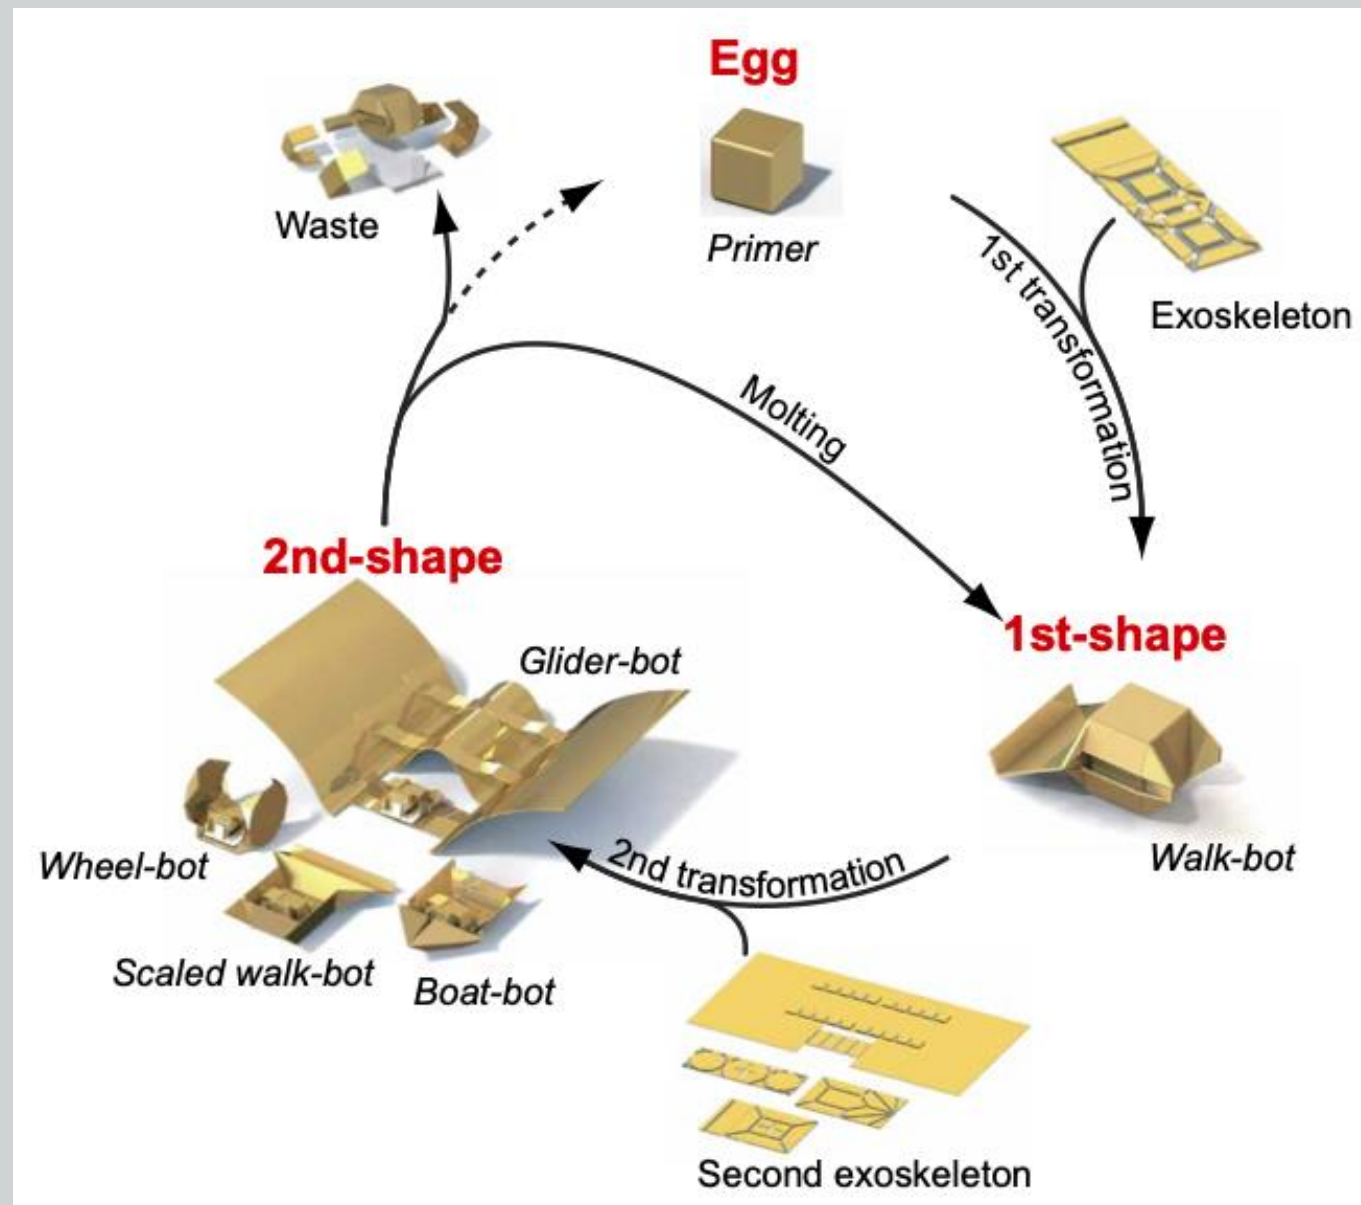 Egg
Primer
Waste
Exoskeleton
1st transformation
Molting
2nd-shape
1st-shape
Glider-bot
Walk-bot
Wheel-bot
2nd transformation
Scaled walk-bot
Boat-bot
Second exoskeleton